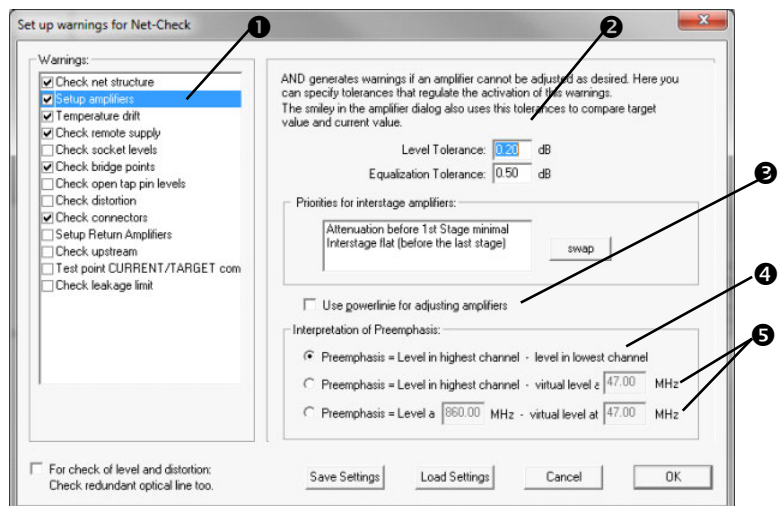 Set up warnings for Net-Check
❶
❷
❸
❹
❺
Warnings:
Check net structure
Setup amplifiers
Temperature drift
Check remote supply
Check socket levels
Check bridge points
Check open tap pin levels
Check distortion
Check connectors
Setup Return Amplifiers
Check upstream
Test point CURRENT/TARGET com
Check leakage limit
AND generates warnings if an amplifier cannot be adjusted as desired. Here you
can specify tolerances that regulate the activation of this warnings.
The smiley in the amplifier dialog also uses this tolerances to compare target
value and current value.
Level Tolerance: 0.20 dB
Equalization Tolerance: 0.50 dB
Priorities for interstage amplifiers:
Attenuation before 1st Stage minimal
Interstage flat (before the last stage)
swap
Use powerlinie for adjusting amplifiers
Interpretation of Preemphasis:
Preemphasis = Level in highest channel - level in lowest channel
Preemphasis = Level in highest channel - virtual level a 47.00 MHz
Preemphasis = Level a 860.00 MHz - virtual level at 47.00 MHz
For check of level and distortion:
Check redundant optical line too.
Save Settings
Load Settings
Cancel
OK